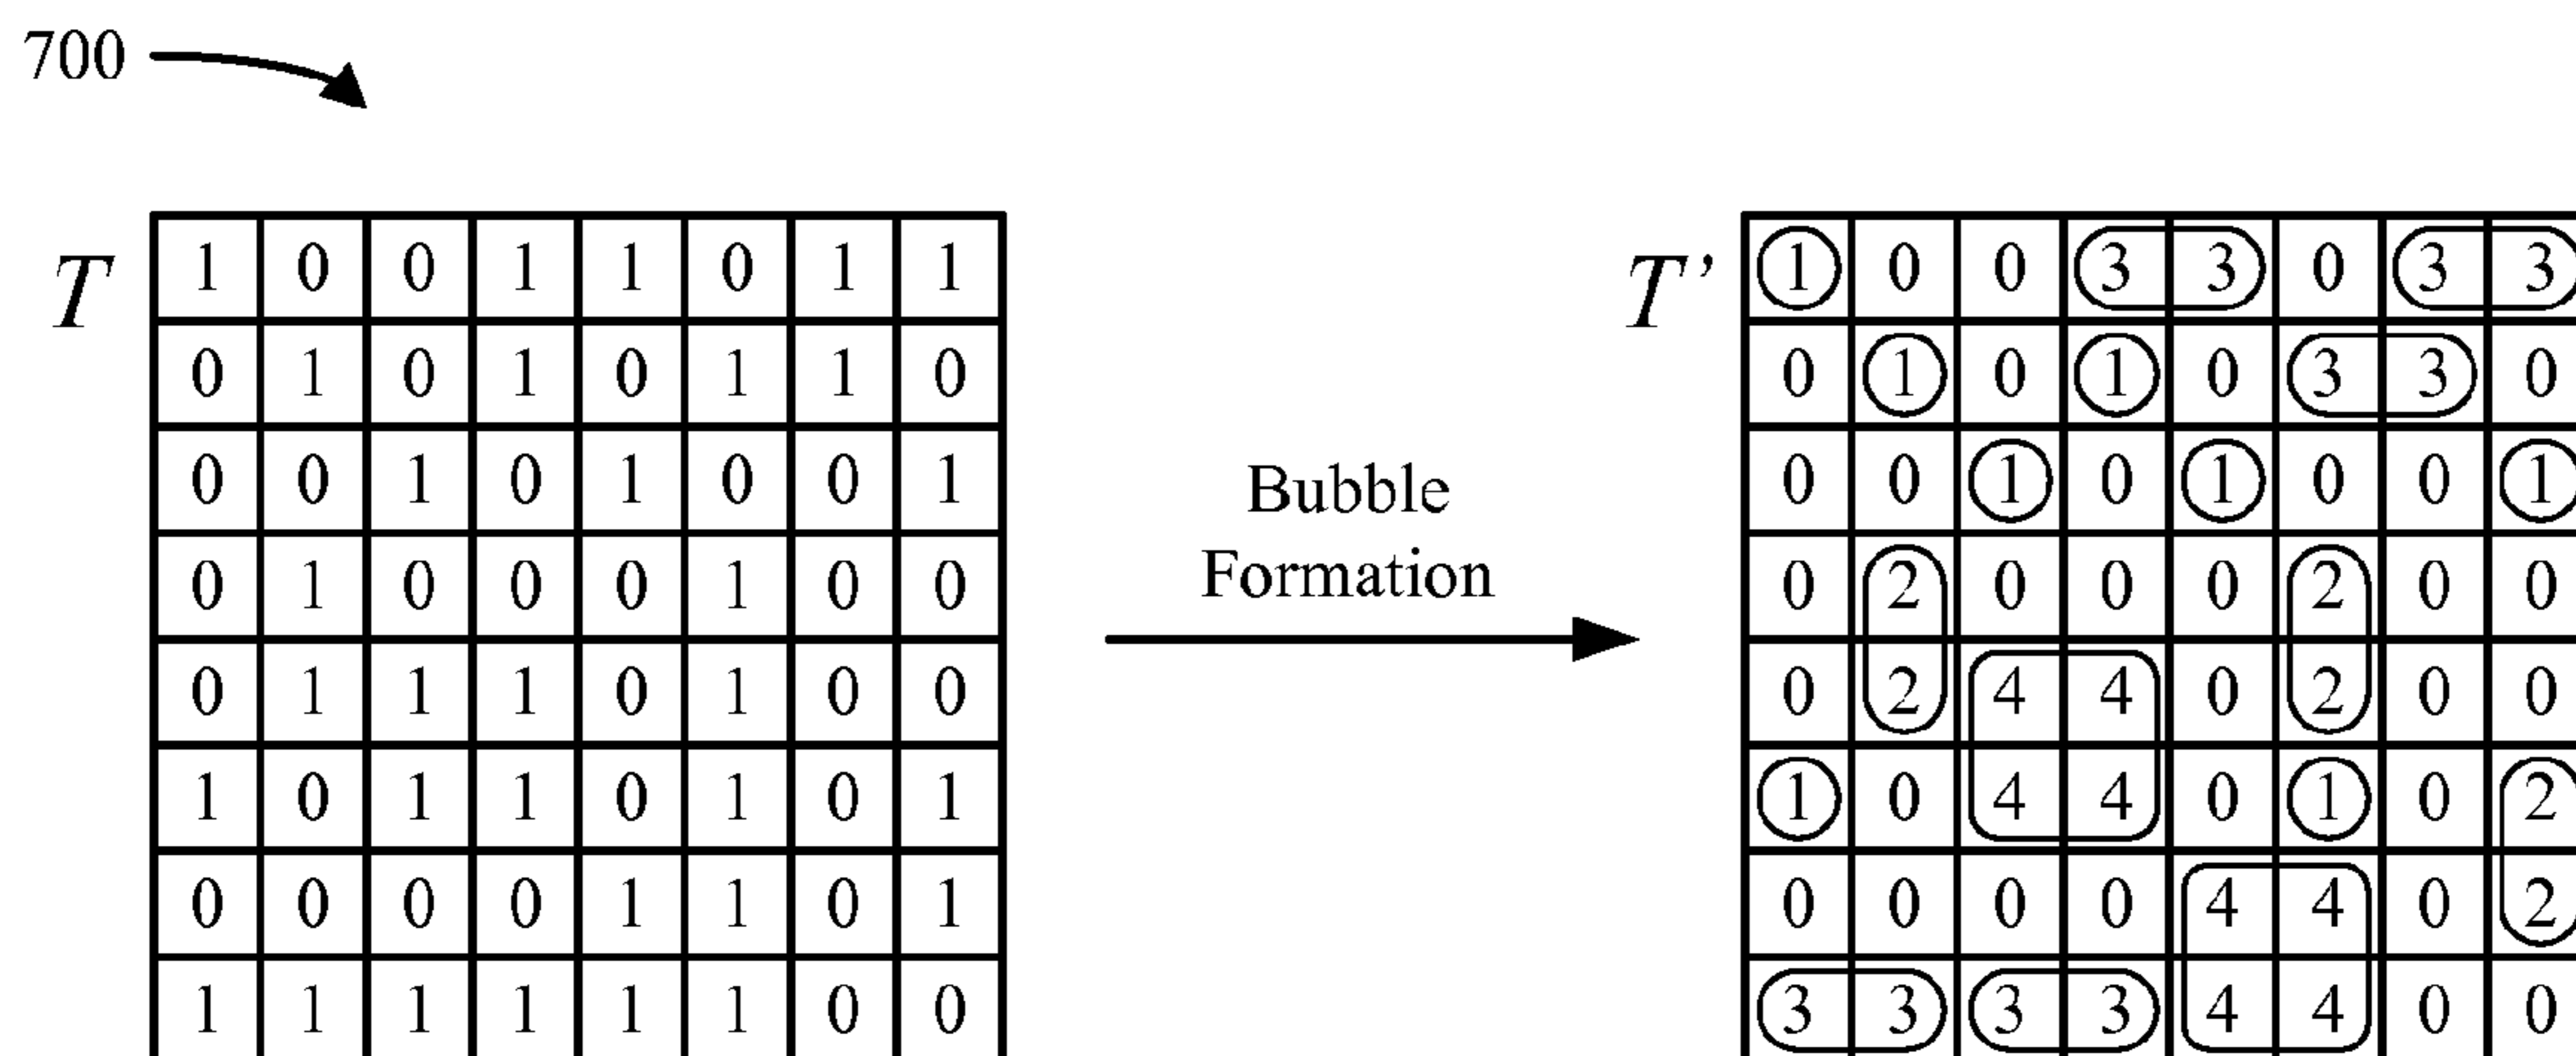 700
T
1 0 0 1 1 0 1 1
0 1 0 1 0 1 1 0
0 0 1 0 1 0 0 1
0 1 0 0 0 1 0 0
0 1 1 1 0 1 0 0
1 0 1 1 0 1 0 1
0 0 0 0 1 1 0 1
1 1 1 1 1 1 0 0
Bubble
Formation
T’
1 0 0 3 3 0 3 3
0 1 0 1 0 3 3 0
0 0 1 0 1 0 0 1
0 2 0 0 0 2 0 0
0 2 4 4 0 2 0 0
1 0 4 4 0 1 0 2
0 0 0 0 4 4 0 2
3 3 3 3 4 4 0 0